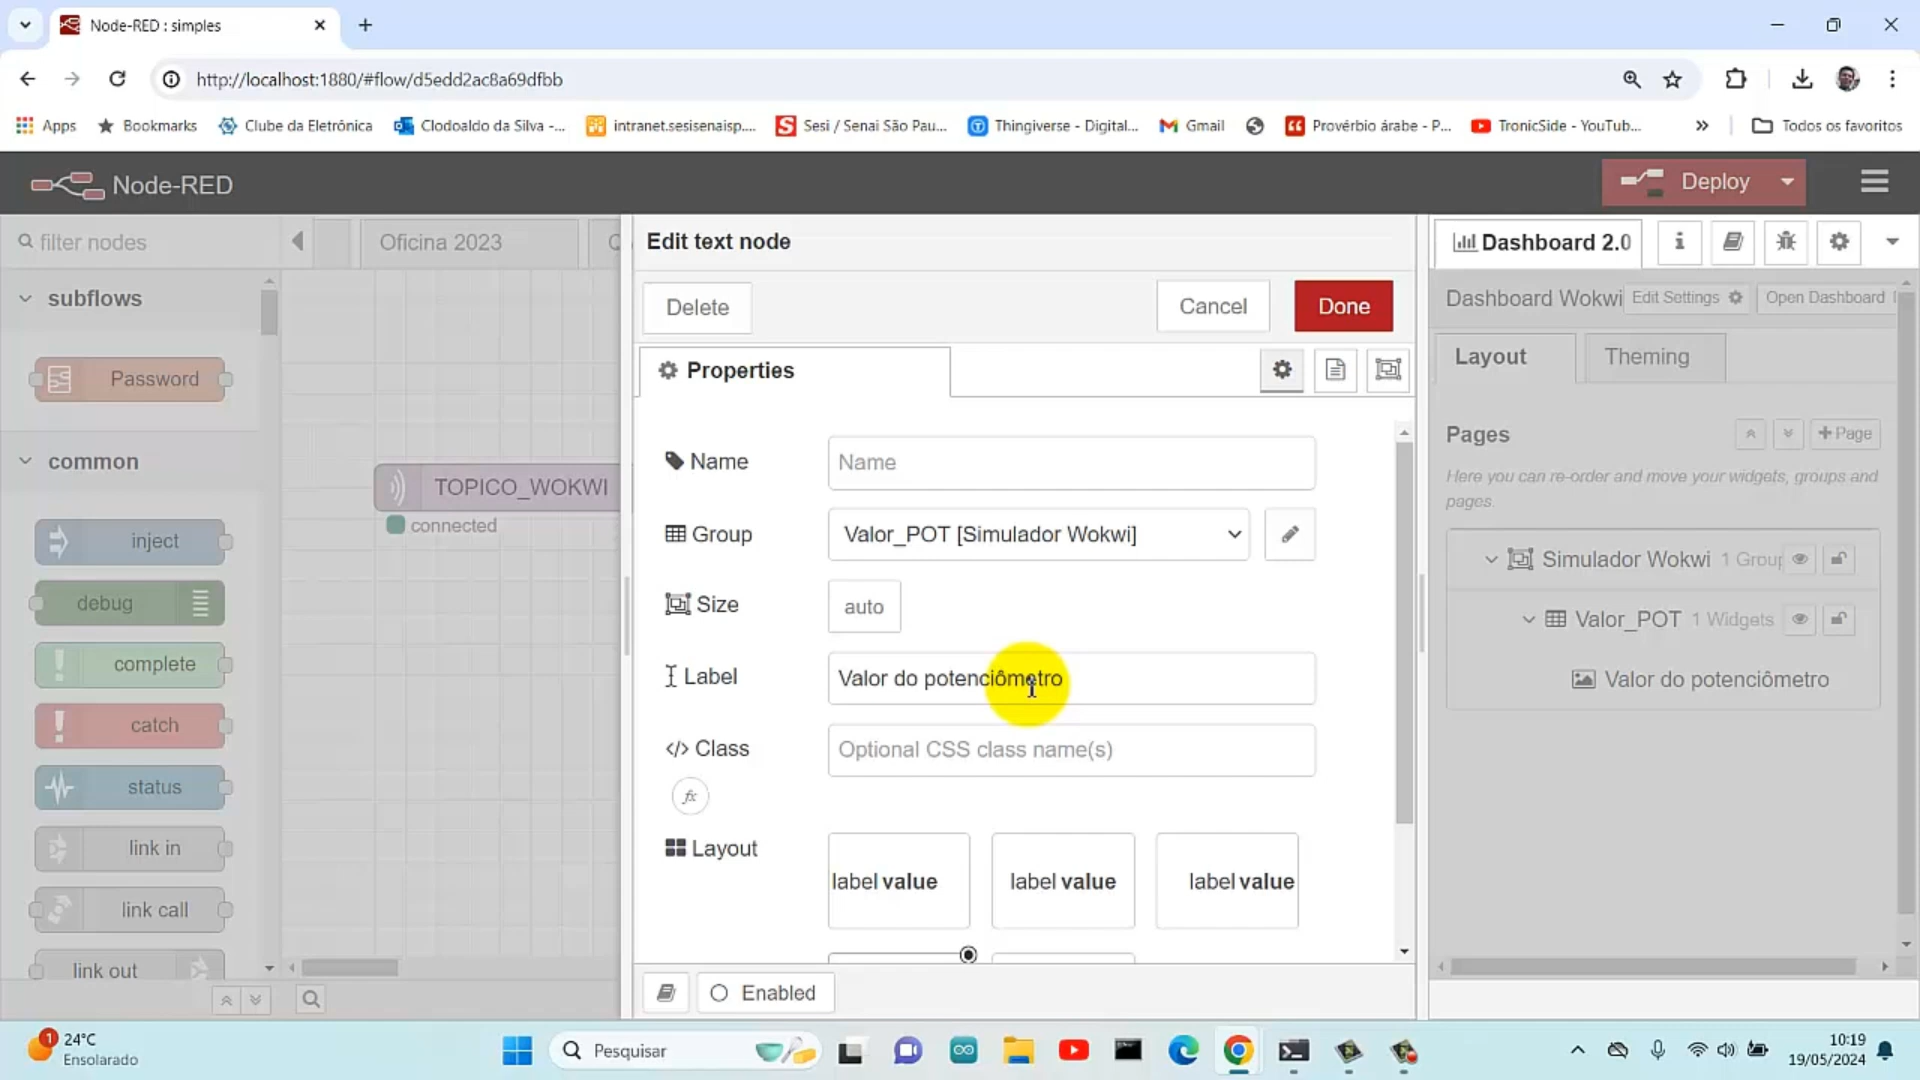 Node-RED : simples
http://localhost:1880/#flow/d5edd2ac8a69dfbb
Apps
Bookmarks
Clube da Eletrônica
Clodoaldo da Silva -...
intranet.sesisenaisp....
Sesi / Senai São Pau...
Thingiverse - Digital...
Gmail
Provérbio árabe - P...
TronicSide - YouTub...
Todos os favoritos
Node-RED
Deploy
filter nodes
Oficina 2023
Edit text node
Dashboard 2.0
subflows
Delete
Cancel
Done
Dashboard Wokwi
Edit Settings
Open Dashboard
Password
Properties
Layout
Theming
common
TOPICO_WOKWI
connected
Name
Name
Pages
+Page
Here you can re-order and move your widgets, groups and
pages.
inject
Group
Valor_POT [Simulador Wokwi]
Simulador Wokwi
1 Group
debug
Size
auto
Valor_POT
1 Widgets
complete
Label
Valor do potenciômetro
Valor do potenciômetro
catch
</> Class
Optional CSS class name(s)
status
fx
link in
Layout
label value
label value
label value
link call
link out
Enabled
1
24°C
Ensolarado
Pesquisar
10:19
19/05/2024